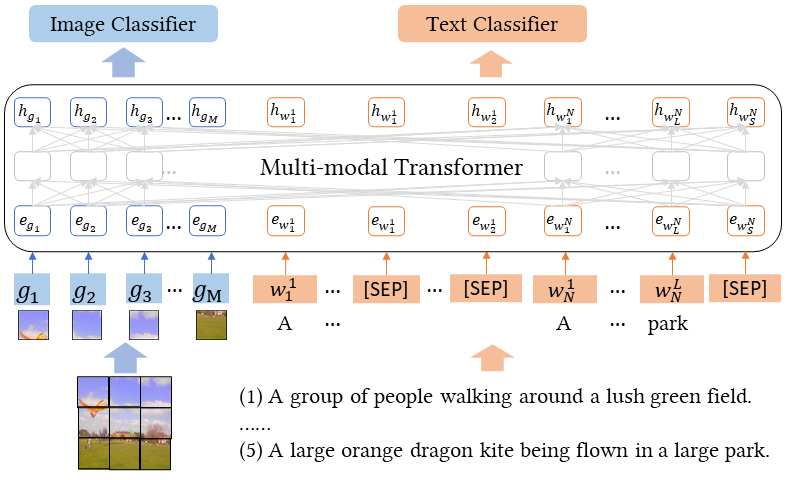 Image Classifier Text Classifier
h_{g_1} h_{g_2} h_{g_3} ... h_{g_M} h_{w_1^1} h_{w_1^1} h_{w_2^1} h_{w_1^N} ... h_{w_L^N} h_{w_S^N}
... Multi-modal Transformer
e_{g_1} e_{g_2} e_{g_3} ... e_{g_M} e_{w_1^1} e_{w_1^1} e_{w_2^1} e_{w_1^N} ... e_{w_L^N} e_{w_S^N}
g_1 g_2 g_3 ... g_M w_1^1 ... [SEP] ... [SEP] w_N^1 ... w_N^L [SEP]
A ... A ... park
(1) A group of people walking around a lush green field.
......
(5) A large orange dragon kite being flown in a large park.